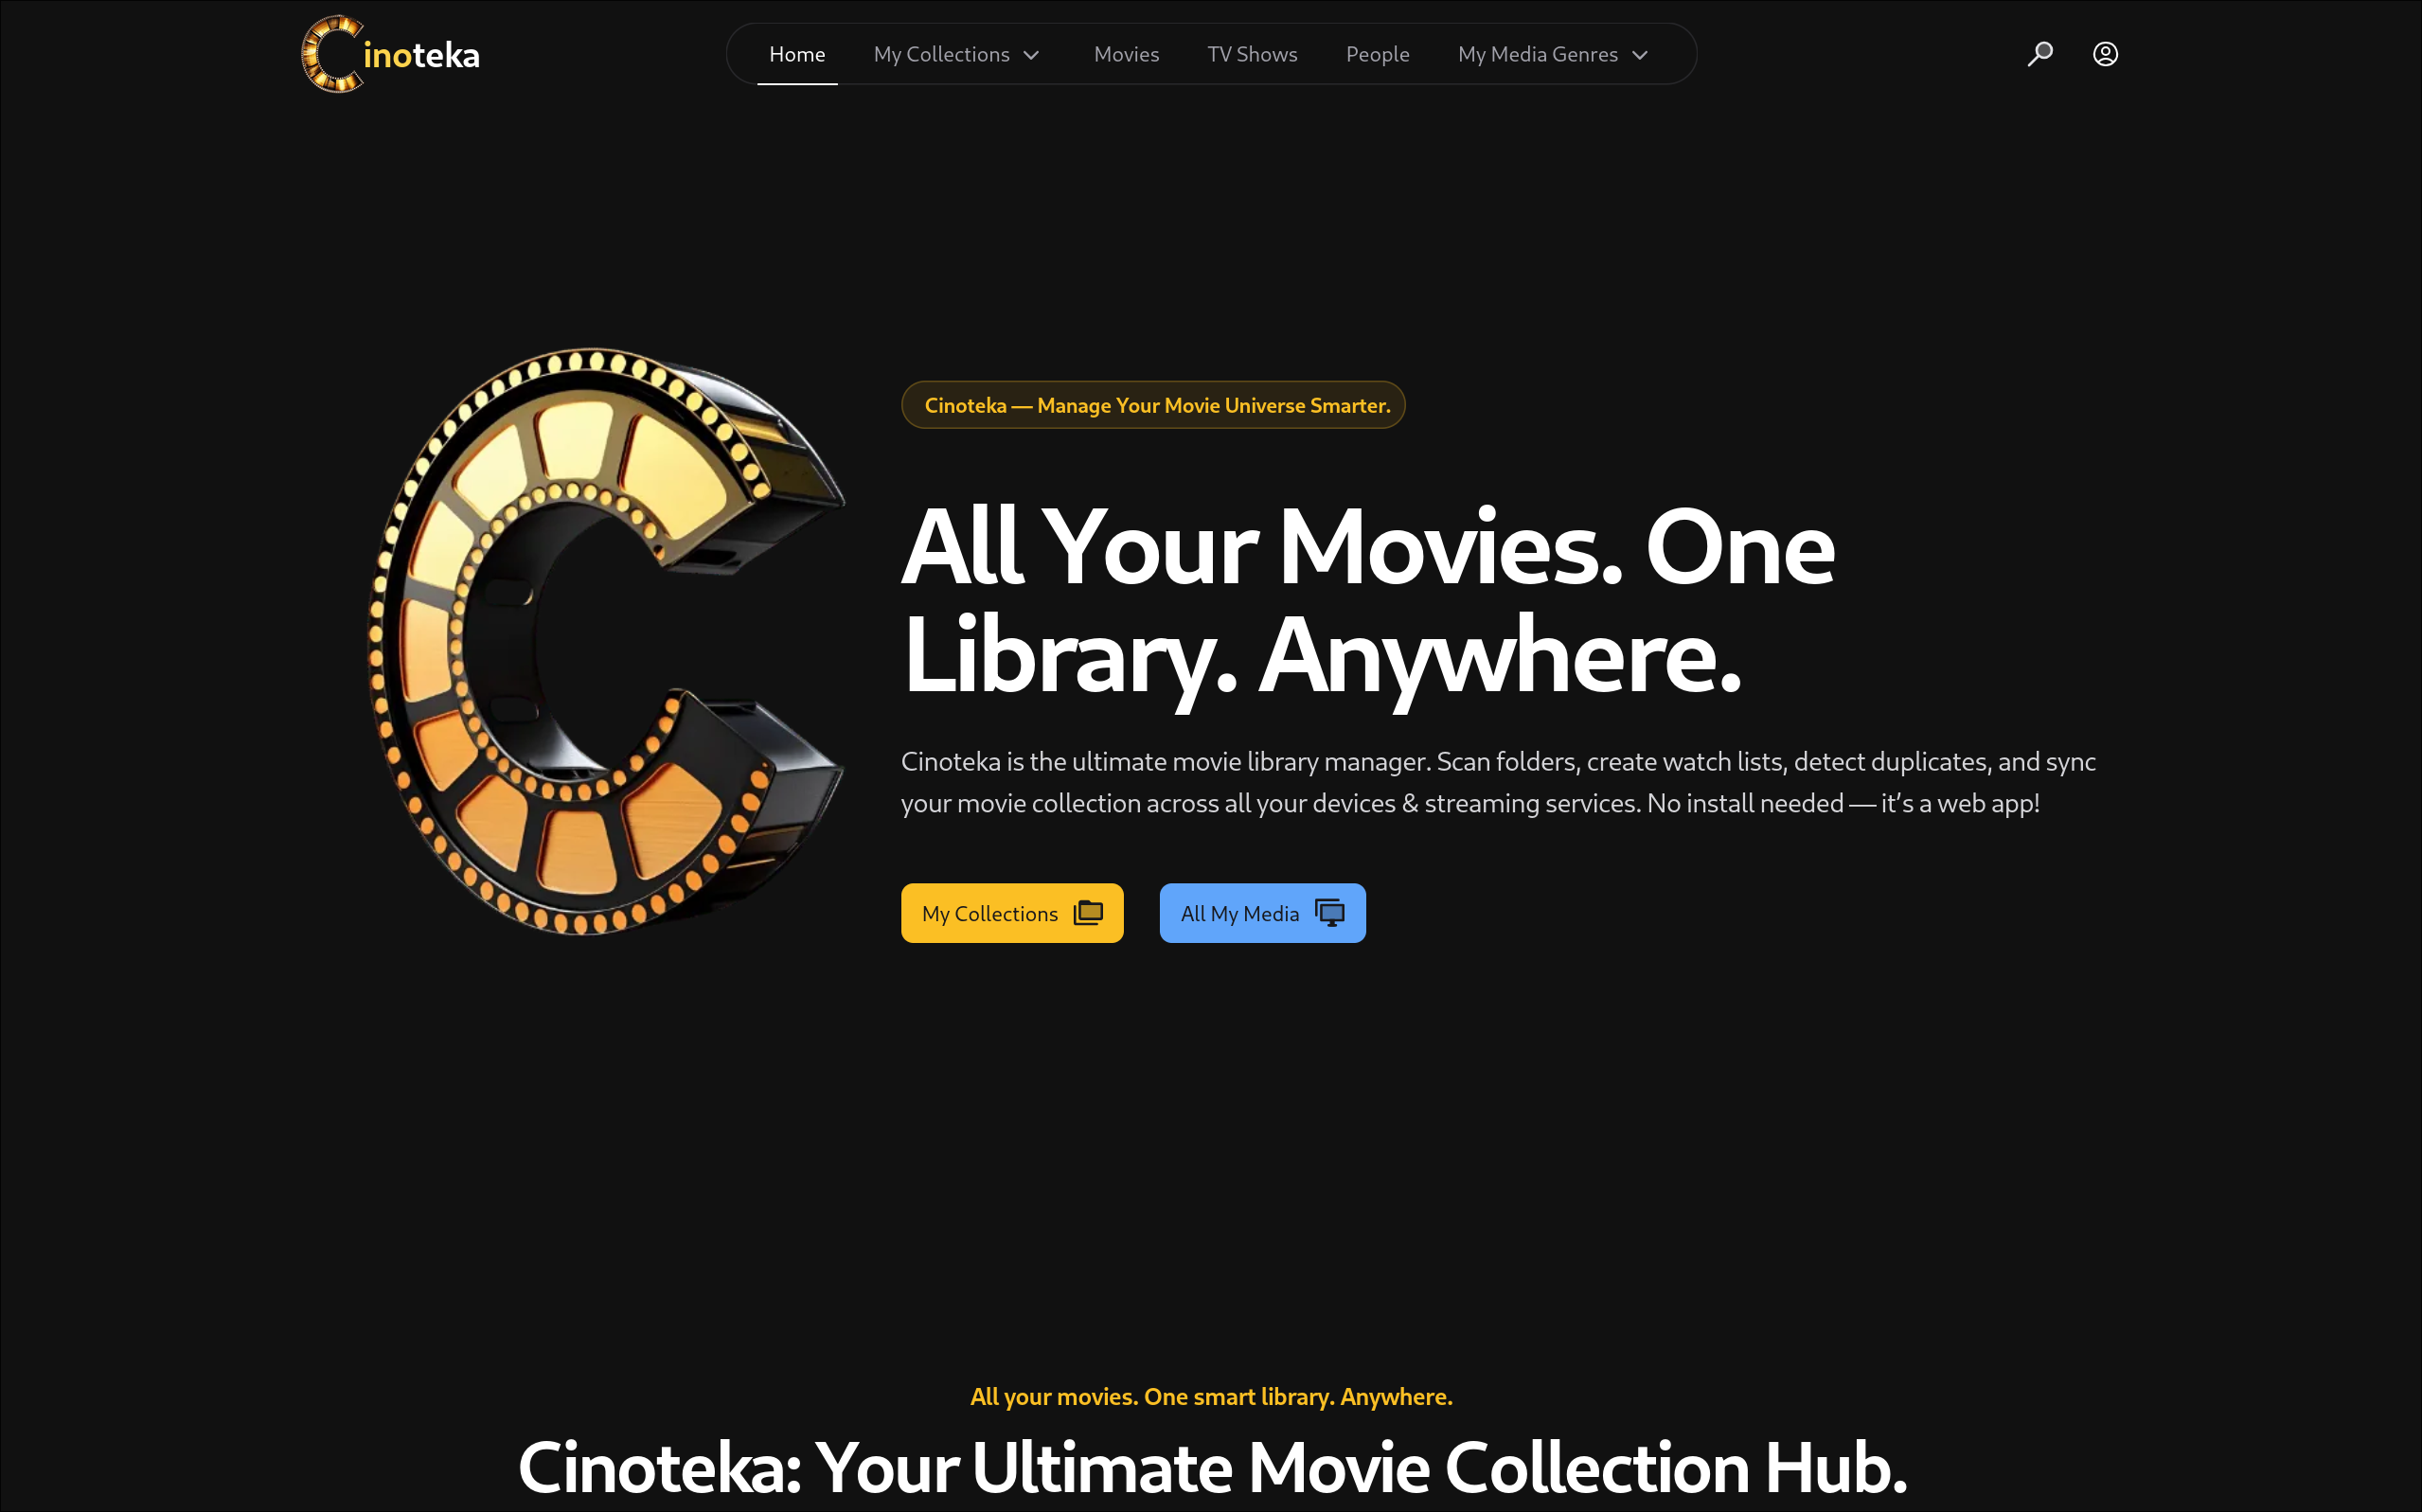 Cinoteka
Home
My Collections
Movies
TV Shows
People
My Media Genres
Cinoteka — Manage Your Movie Universe Smarter.
All Your Movies. One
Library. Anywhere.
Cinoteka is the ultimate movie library manager. Scan folders, create watch lists, detect duplicates, and sync
your movie collection across all your devices & streaming services. No install needed — it's a web app!
My Collections
All My Media
All your movies. One smart library. Anywhere.
Cinoteka: Your Ultimate Movie Collection Hub.